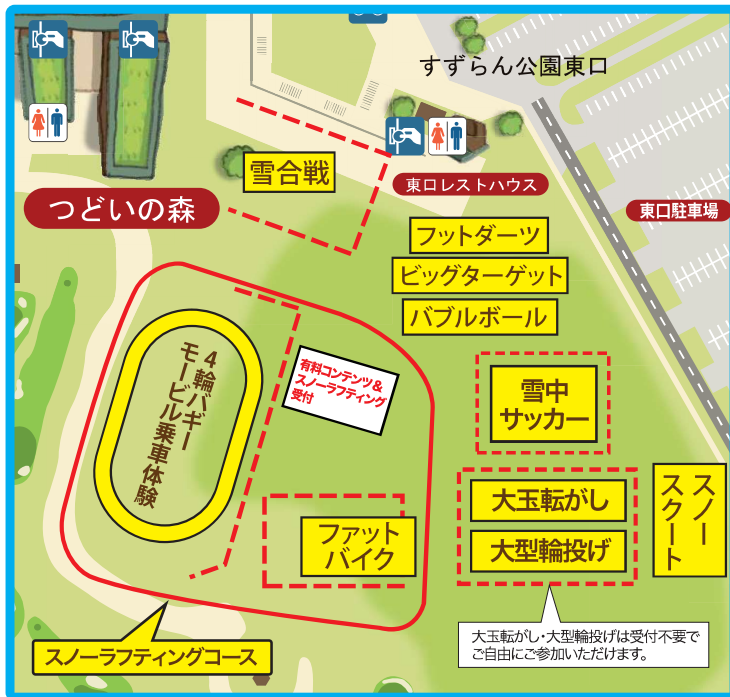 すずらん公園東口
雪合戦
東口レストハウス
つどいの森
東口駐車場
フットダーツ
ビッグターゲット
バブルボール
４輪バギー
モービル乗車体験
有料コンテンツ&
スノーラフティング
受付
雪中
サッカー
大玉転がし
大型輪投げ
スノー
スクート
ファット
バイク
大玉転がし・大型輪投げは受付不要で
ご自由にご参加いただけます。
スノーラフティングコース